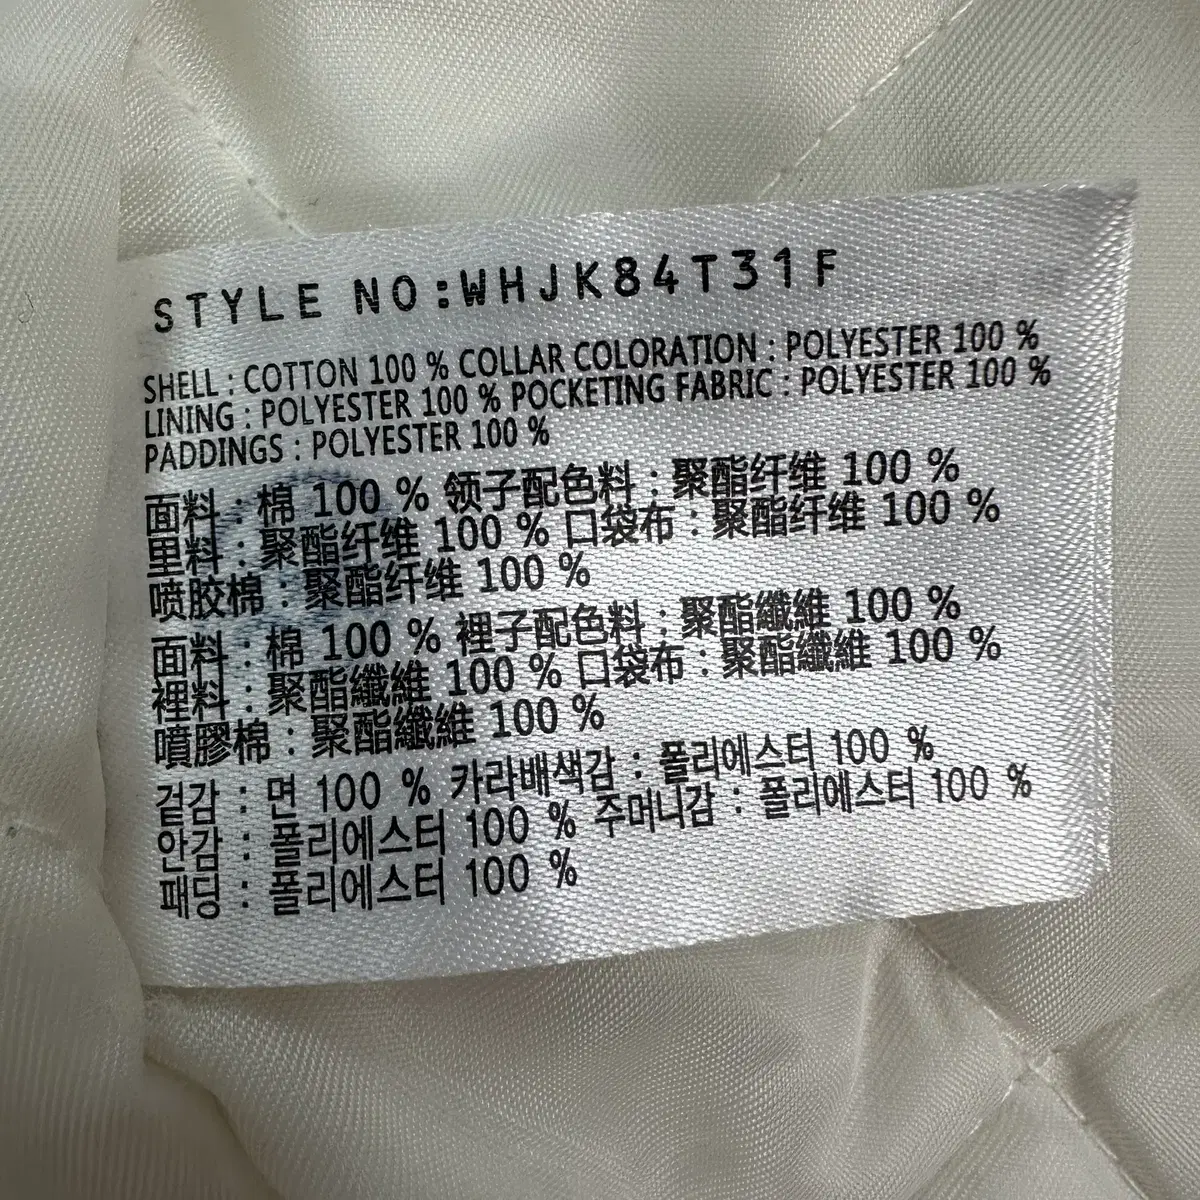 STYLE NO:WHJK84T31F
SHELL : COTTON 100 % COLLAR COLORATION : POLYESTER 100 %
LINING : POLYESTER 100 % POCKETING FABRIC : POLYESTER 100 %
PADDINGS : POLYESTER 100 %
面料 : 棉 100 % 领子配色料 : 聚酯纤维 100 %
里料 : 聚酯纤维 100 % 口袋布 : 聚酯纤维 100 %
喷胶棉 : 聚酯纤维 100 %
面料 : 棉 100 % 裡子配色料 : 聚酯纖維 100 %
裡料 : 聚酯纖維 100 % 口袋布 : 聚酯纖維 100 %
噴膠棉 : 聚酯纖維 100 %
겉감 : 면 100 % 카라배색감 : 폴리에스터 100 %
안감 : 폴리에스터 100 % 주머니감 : 폴리에스터 100 %
패딩 : 폴리에스터 100 %